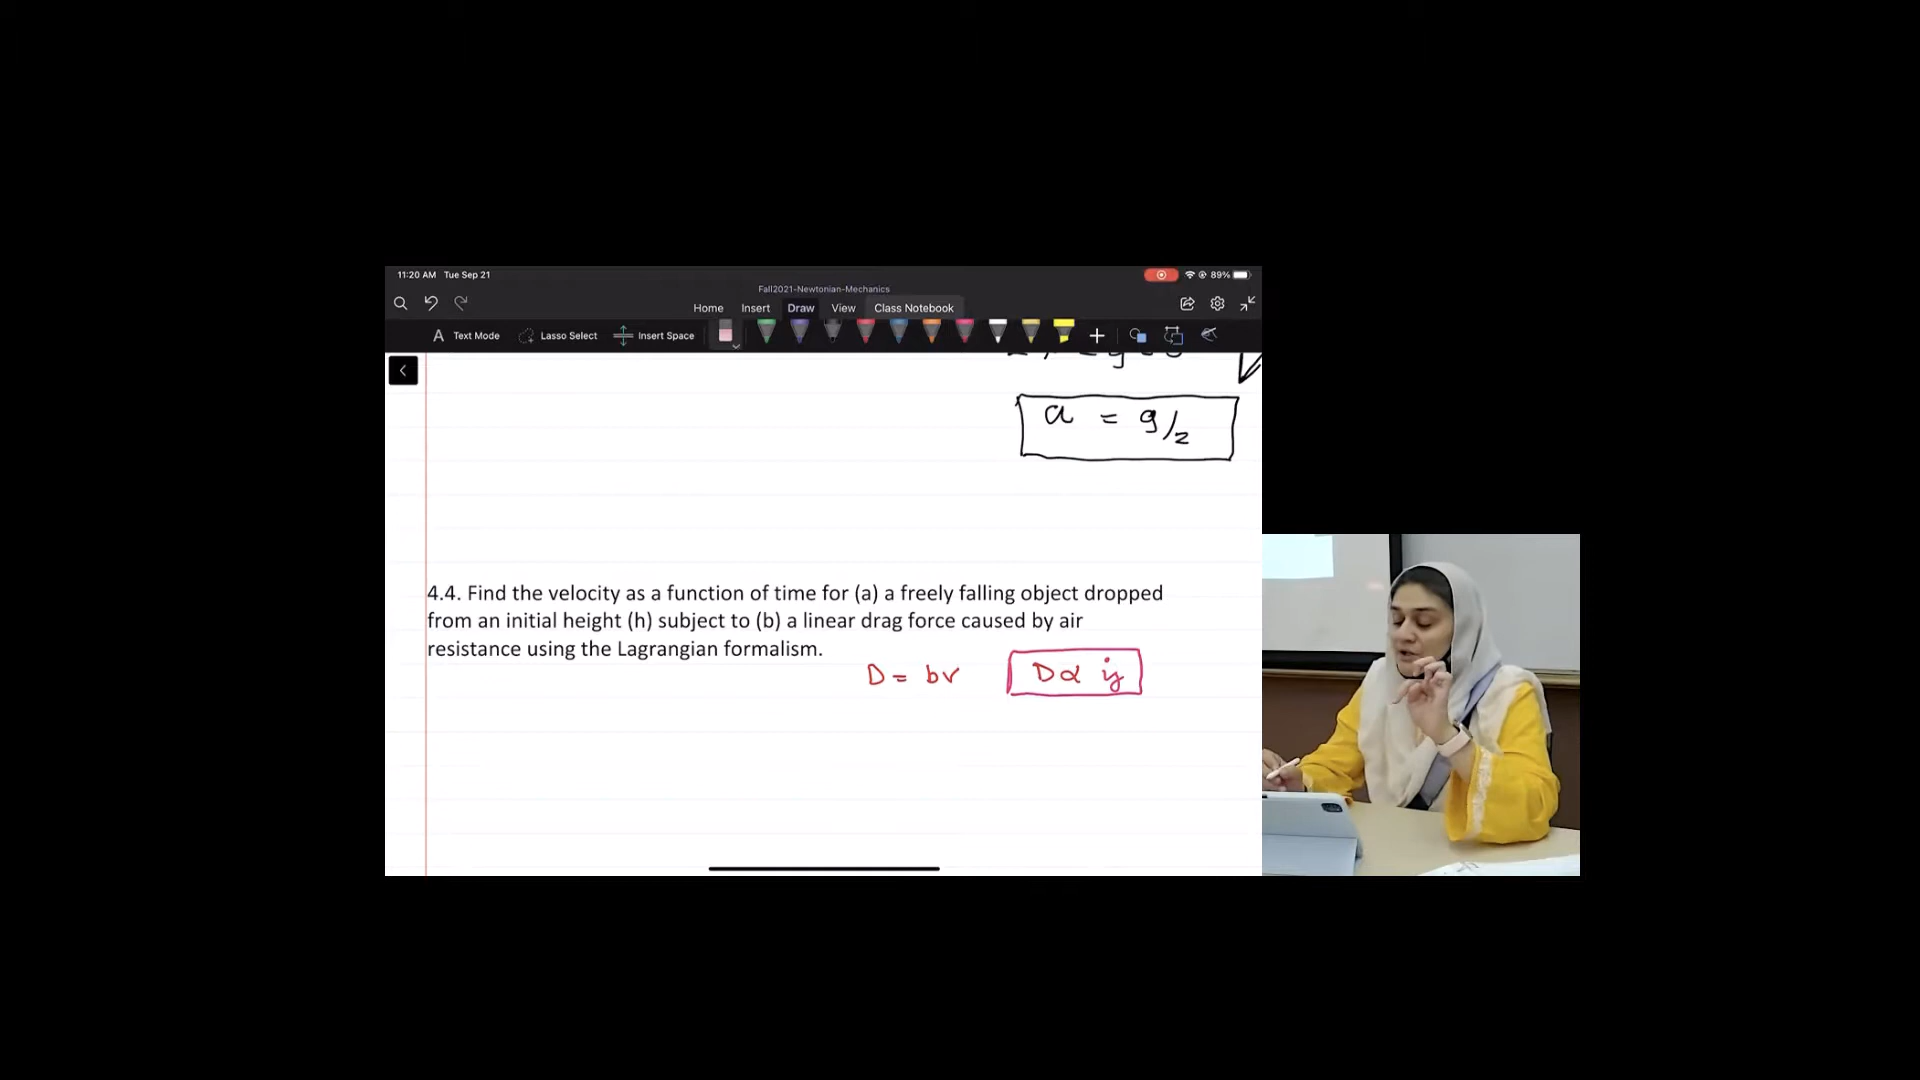 11:20 AM Tue Sep 21
89%
Fall2021-Newtonian-Mechanics
Home Insert Draw View Class Notebook
A Text Mode Lasso Select Insert Space
a = g/2
4.4. Find the velocity as a function of time for (a) a freely falling object dropped
from an initial height (h) subject to (b) a linear drag force caused by air
resistance using the Lagrangian formalism.
D = bv D α ẏ